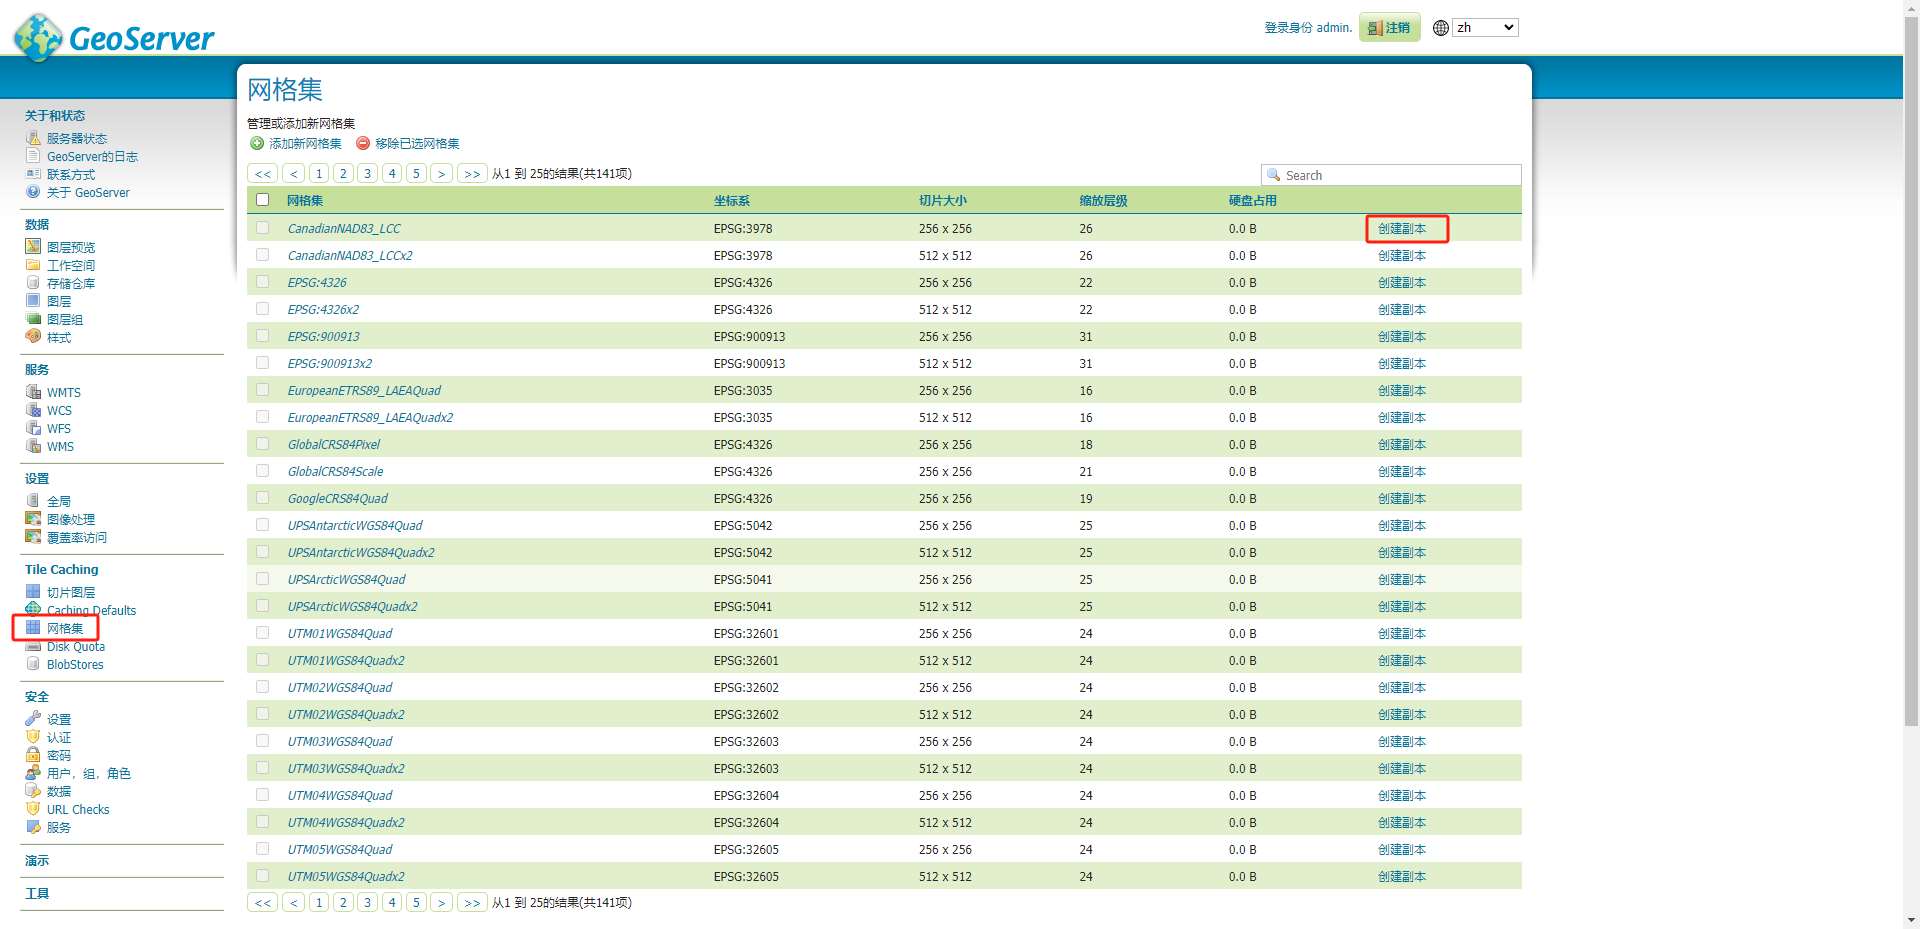 GeoServer
登录身份 admin. 注销 zh
关于和状态
服务器状态
GeoServer的日志
联系方式
关于 GeoServer
数据
图层预览
工作空间
存储仓库
图层
图层组
样式
服务
WMTS
WCS
WFS
WMS
设置
全局
图像处理
覆盖率访问
Tile Caching
切片图层
Caching Defaults
网格集
Disk Quota
BlobStores
安全
设置
认证
密码
用户，组，角色
数据
URL Checks
服务
演示
工具
网格集
管理或添加新网格集
添加新网格集 移除已选网格集
<< < 1 2 3 4 5 > >> 从1 到 25的结果(共141项) Search
网格集 坐标系 切片大小 缩放层级 硬盘占用
CanadianNAD83_LCC EPSG:3978 256 x 256 26 0.0 B 创建副本
CanadianNAD83_LCCx2 EPSG:3978 512 x 512 26 0.0 B 创建副本
EPSG:4326 EPSG:4326 256 x 256 22 0.0 B 创建副本
EPSG:4326x2 EPSG:4326 512 x 512 22 0.0 B 创建副本
EPSG:900913 EPSG:900913 256 x 256 31 0.0 B 创建副本
EPSG:900913x2 EPSG:900913 512 x 512 31 0.0 B 创建副本
EuropeanETRS89_LAEAQuad EPSG:3035 256 x 256 16 0.0 B 创建副本
EuropeanETRS89_LAEAQuadx2 EPSG:3035 512 x 512 16 0.0 B 创建副本
GlobalCRS84Pixel EPSG:4326 256 x 256 18 0.0 B 创建副本
GlobalCRS84Scale EPSG:4326 256 x 256 21 0.0 B 创建副本
GoogleCRS84Quad EPSG:4326 256 x 256 19 0.0 B 创建副本
UPSAntarcticWGS84Quad EPSG:5042 256 x 256 25 0.0 B 创建副本
UPSAntarcticWGS84Quadx2 EPSG:5042 512 x 512 25 0.0 B 创建副本
UPSArcticWGS84Quad EPSG:5041 256 x 256 25 0.0 B 创建副本
UPSArcticWGS84Quadx2 EPSG:5041 512 x 512 25 0.0 B 创建副本
UTM01WGS84Quad EPSG:32601 256 x 256 24 0.0 B 创建副本
UTM01WGS84Quadx2 EPSG:32601 512 x 512 24 0.0 B 创建副本
UTM02WGS84Quad EPSG:32602 256 x 256 24 0.0 B 创建副本
UTM02WGS84Quadx2 EPSG:32602 512 x 512 24 0.0 B 创建副本
UTM03WGS84Quad EPSG:32603 256 x 256 24 0.0 B 创建副本
UTM03WGS84Quadx2 EPSG:32603 512 x 512 24 0.0 B 创建副本
UTM04WGS84Quad EPSG:32604 256 x 256 24 0.0 B 创建副本
UTM04WGS84Quadx2 EPSG:32604 512 x 512 24 0.0 B 创建副本
UTM05WGS84Quad EPSG:32605 256 x 256 24 0.0 B 创建副本
UTM05WGS84Quadx2 EPSG:32605 512 x 512 24 0.0 B 创建副本
<< < 1 2 3 4 5 > >> 从1 到 25的结果(共141项)